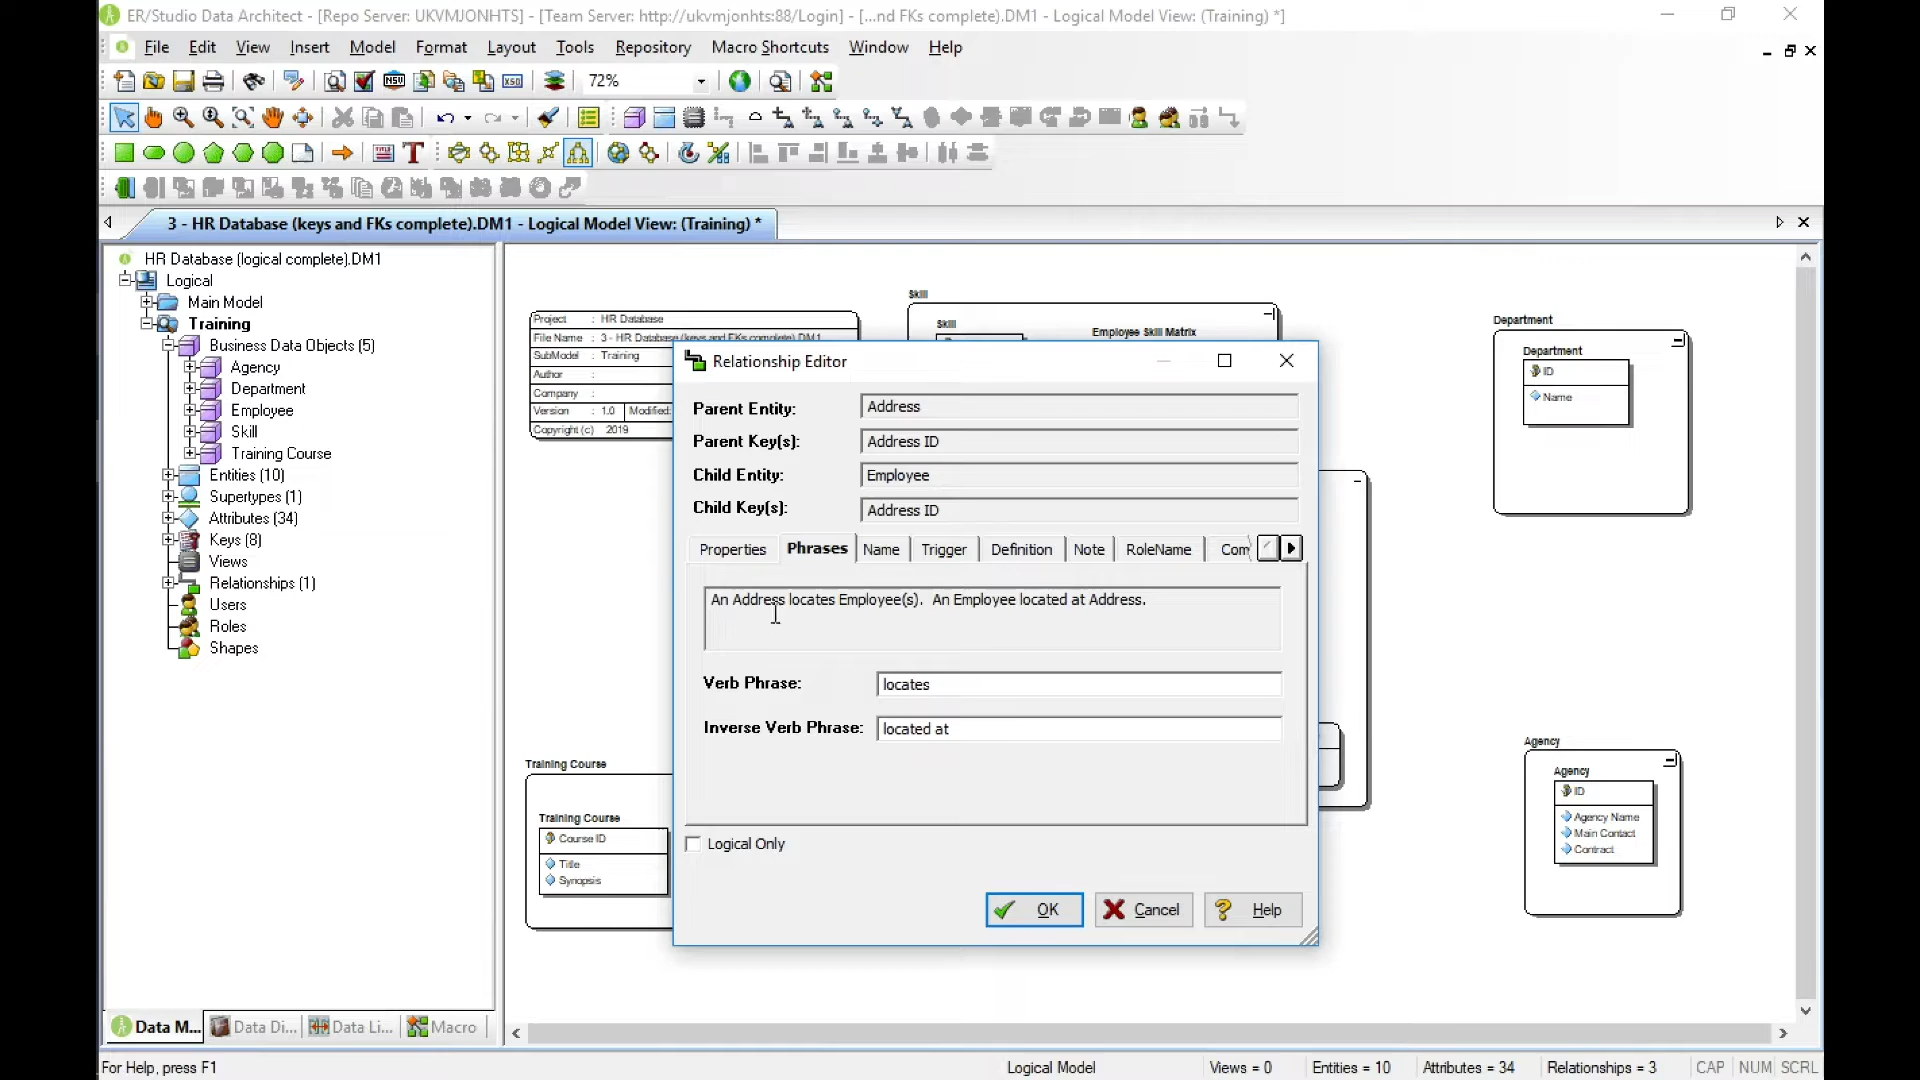 ER/Studio Data Architect - [Repo Server: UKVMJONHTS] - [Team Server: http://ukvmjonhts:88/Login] - [...nd FKs complete).DM1 - Logical Model View: (Training) *]
File Edit View Insert Model Format Layout Tools Repository Macro Shortcuts Window Help
72%
3 - HR Database (keys and FKs complete).DM1 - Logical Model View: (Training) *
HR Database (logical complete).DM1
Logical
Main Model
Training
Business Data Objects (5)
Agency
Department
Employee
Skill
Training Course
Entities (10)
Supertypes (1)
Attributes (34)
Keys (8)
Views
Relationships (1)
Users
Roles
Shapes
Data M... Data Di... Data Li... Macro
Project : HR Database
File Name : 3 - HR Database (keys and FKs complete).DM1
SubModel : Training
Author :
Company :
Version : 1.0 Modified:
Copyright (c) 2019
Skill
Skill
Employee Skill Matrix
Department
Department
ID
Name
Relationship Editor
Parent Entity: Address
Parent Key(s): Address ID
Child Entity: Employee
Child Key(s): Address ID
Properties Phrases Name Trigger Definition Note RoleName Com
An Address locates Employee(s). An Employee located at Address.
Verb Phrase: locates
Inverse Verb Phrase: located at
Logical Only
OK Cancel Help
Training Course
Training Course
Course ID
Title
Synopsis
Agency
Agency
ID
Agency Name
Main Contact
Contract
For Help, press F1
Logical Model Views = 0 Entities = 10 Attributes = 34 Relationships = 3 CAP NUM SCRL